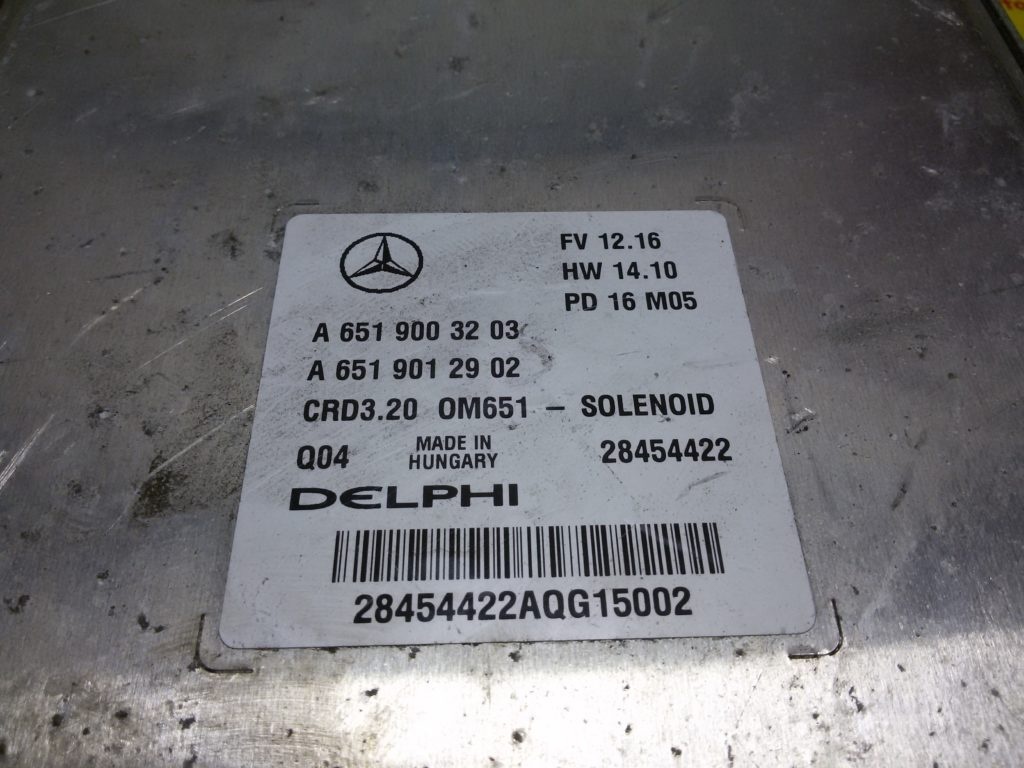 FV 12.16
HW 14.10
PD 16 M05
A 651 900 32 03
A 651 901 29 02
CRD3.20 OM651 – SOLENOID
Q04 MADE IN HUNGARY 28454422
DELPHI
28454422AQG15002